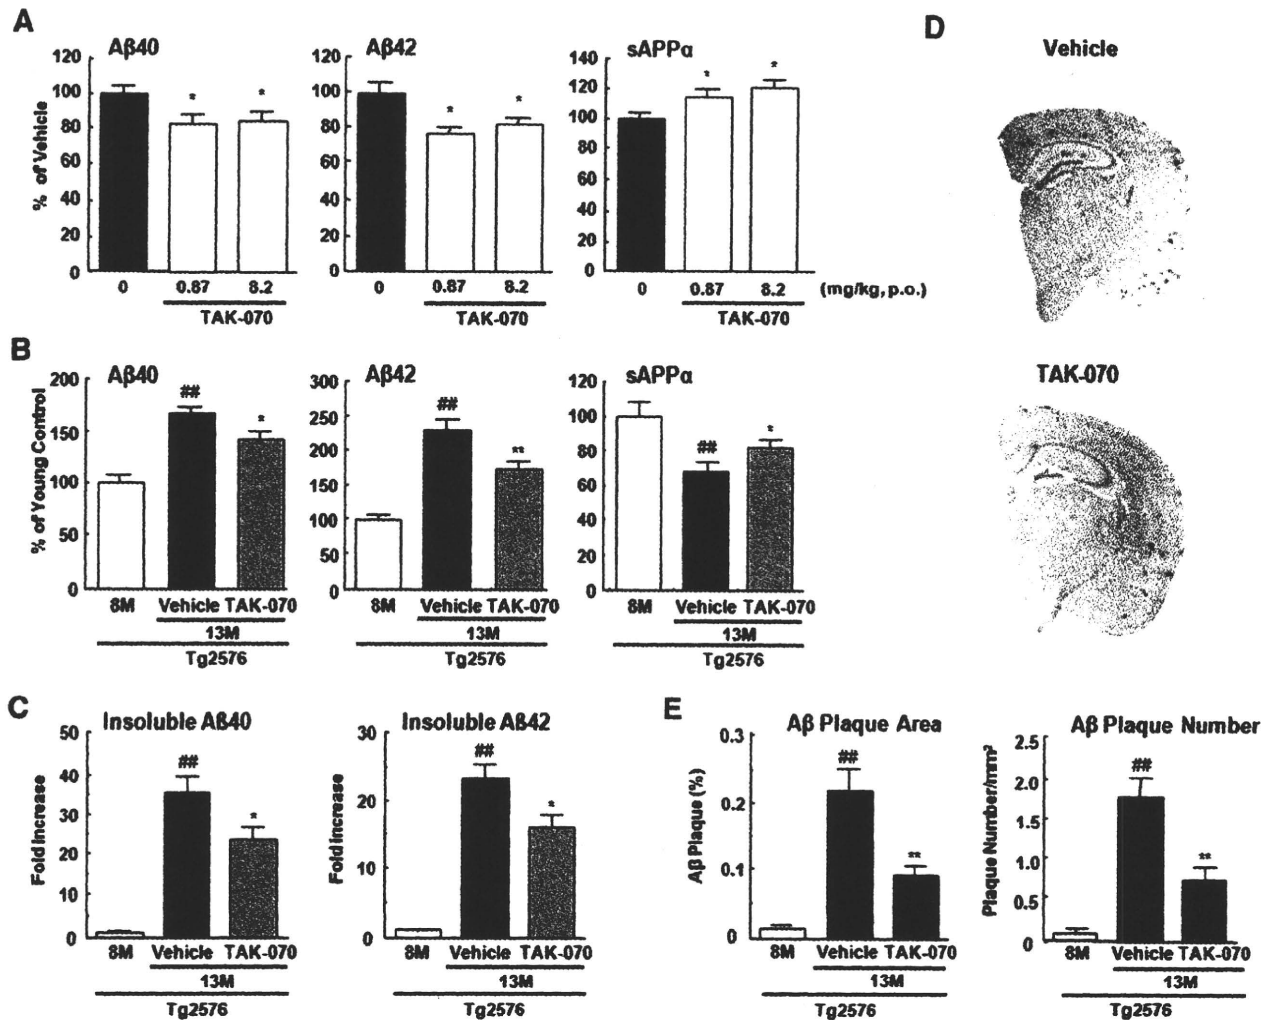 A
Aβ40
Aβ42
sAPPα
D
Vehicle
% of Vehicle
120
100
80
60
40
20
0
120
100
80
60
40
20
0
140
120
100
80
60
40
20
0
*
*
*
*
*
*
0
0.87
8.2
0
0.87
8.2
0
0.87
8.2
(mg/kg, p.o.)
TAK-070
TAK-070
TAK-070
TAK-070
B
Aβ40
Aβ42
sAPPα
% of Young Control
200
150
100
50
0
300
250
200
150
100
50
0
120
100
80
60
40
20
0
##
*
##
**
##
*
8M
Vehicle TAK-070
8M
Vehicle TAK-070
8M
Vehicle TAK-070
13M
13M
13M
Tg2576
Tg2576
Tg2576
C
Insoluble Aβ40
Insoluble Aβ42
E
Aβ Plaque Area
Aβ Plaque Number
Fold increase
50
40
30
20
10
0
##
*
Fold increase
30
20
10
0
##
*
Aβ Plaque (%)
0.3
0.2
0.1
0
##
**
Plaque Number/mm²
2.5
2.0
1.5
1.0
0.5
0
##
**
8M
Vehicle TAK-070
8M
Vehicle TAK-070
8M
Vehicle TAK-070
8M
Vehicle TAK-070
13M
13M
13M
13M
Tg2576
Tg2576
Tg2576
Tg2576